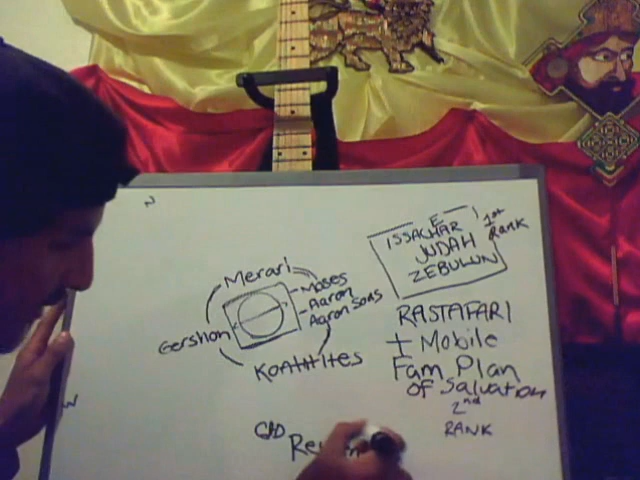 N
E
1st
ISSACHAR
RANK
JUDAH
ZEBULUN
Merari
- Moses
- Aaron
Aaron Sons
Gershon
KohHHites
RASTAFARI
+ Mobile
Fam Plan
of Salvation
2nd
RANK
W